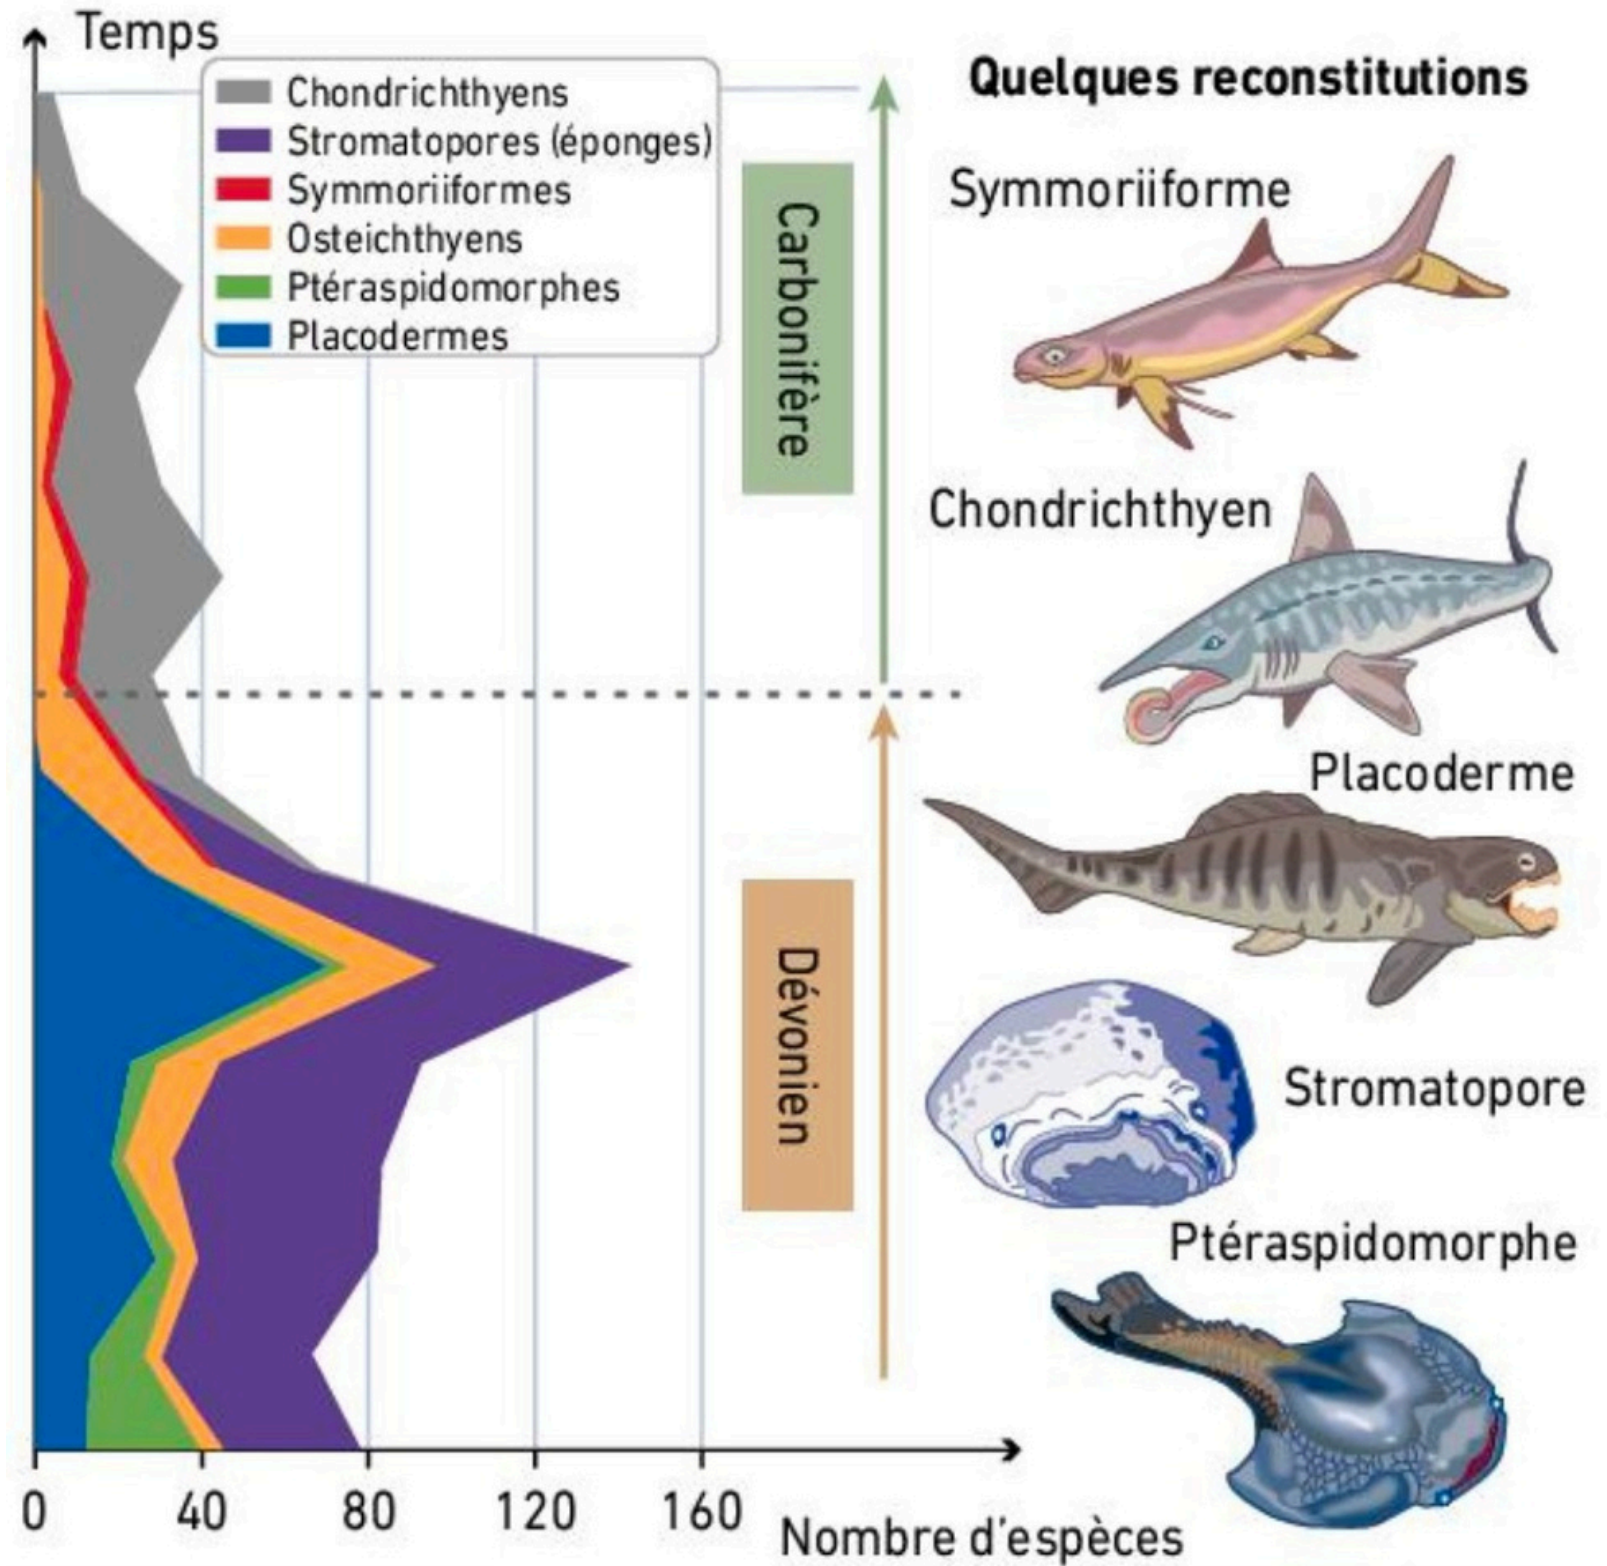 Temps
Chondrichthyens
Stromatopores (éponges)
Symmoriiformes
Osteichthyens
Ptéraspidomorphes
Placodermes
Quelques reconstitutions
Symmoriiforme
Carbonifère
Chondrichthyen
Placoderme
Dévonien
Stromatopore
Ptéraspidomorphe
0 40 80 120 160
Nombre d'espèces